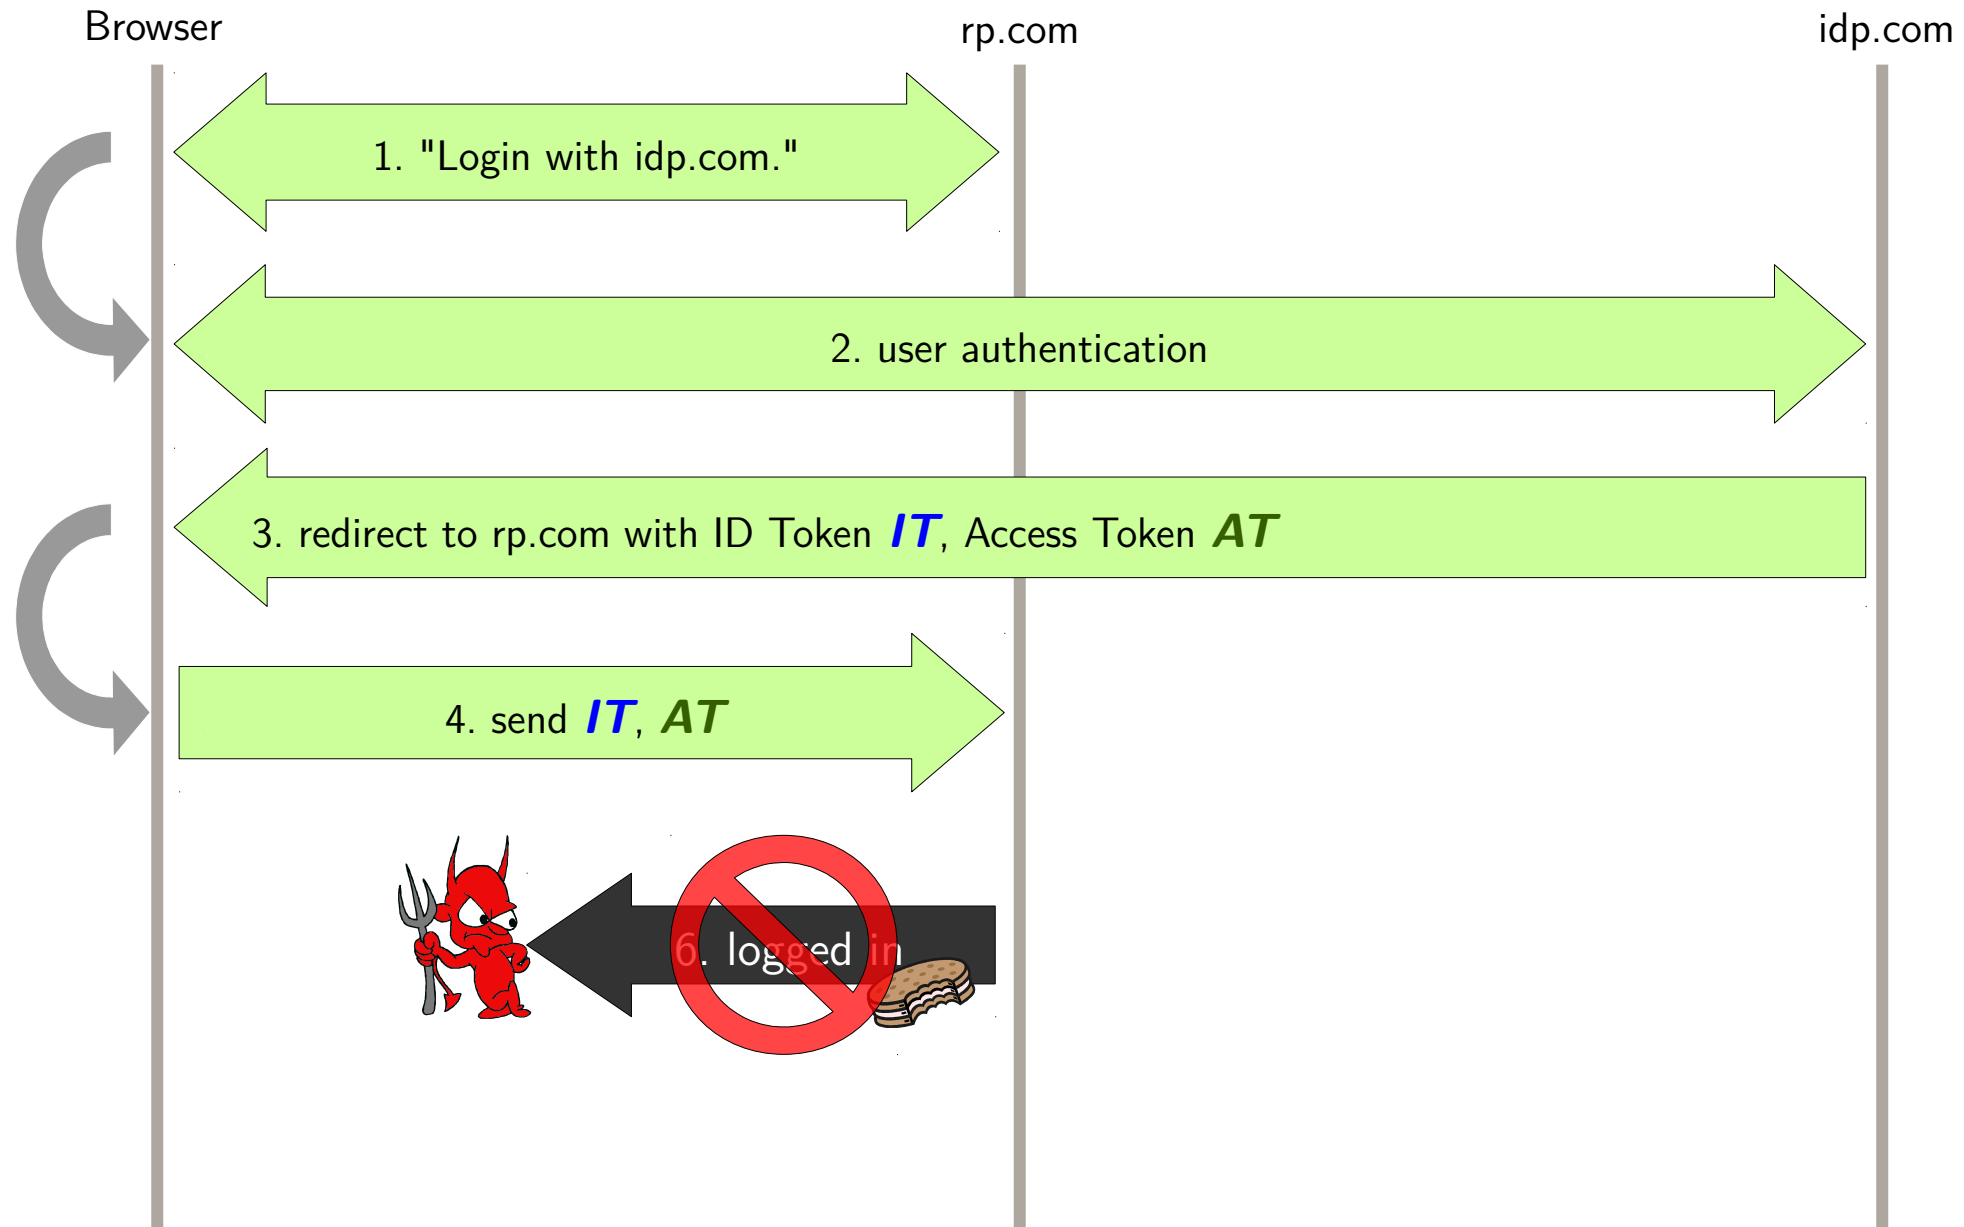 Browser
rp.com
idp.com
1. "Login with idp.com."
2. user authentication
3. redirect to rp.com with ID Token IT, Access Token AT
4. send IT, AT
6. logged in